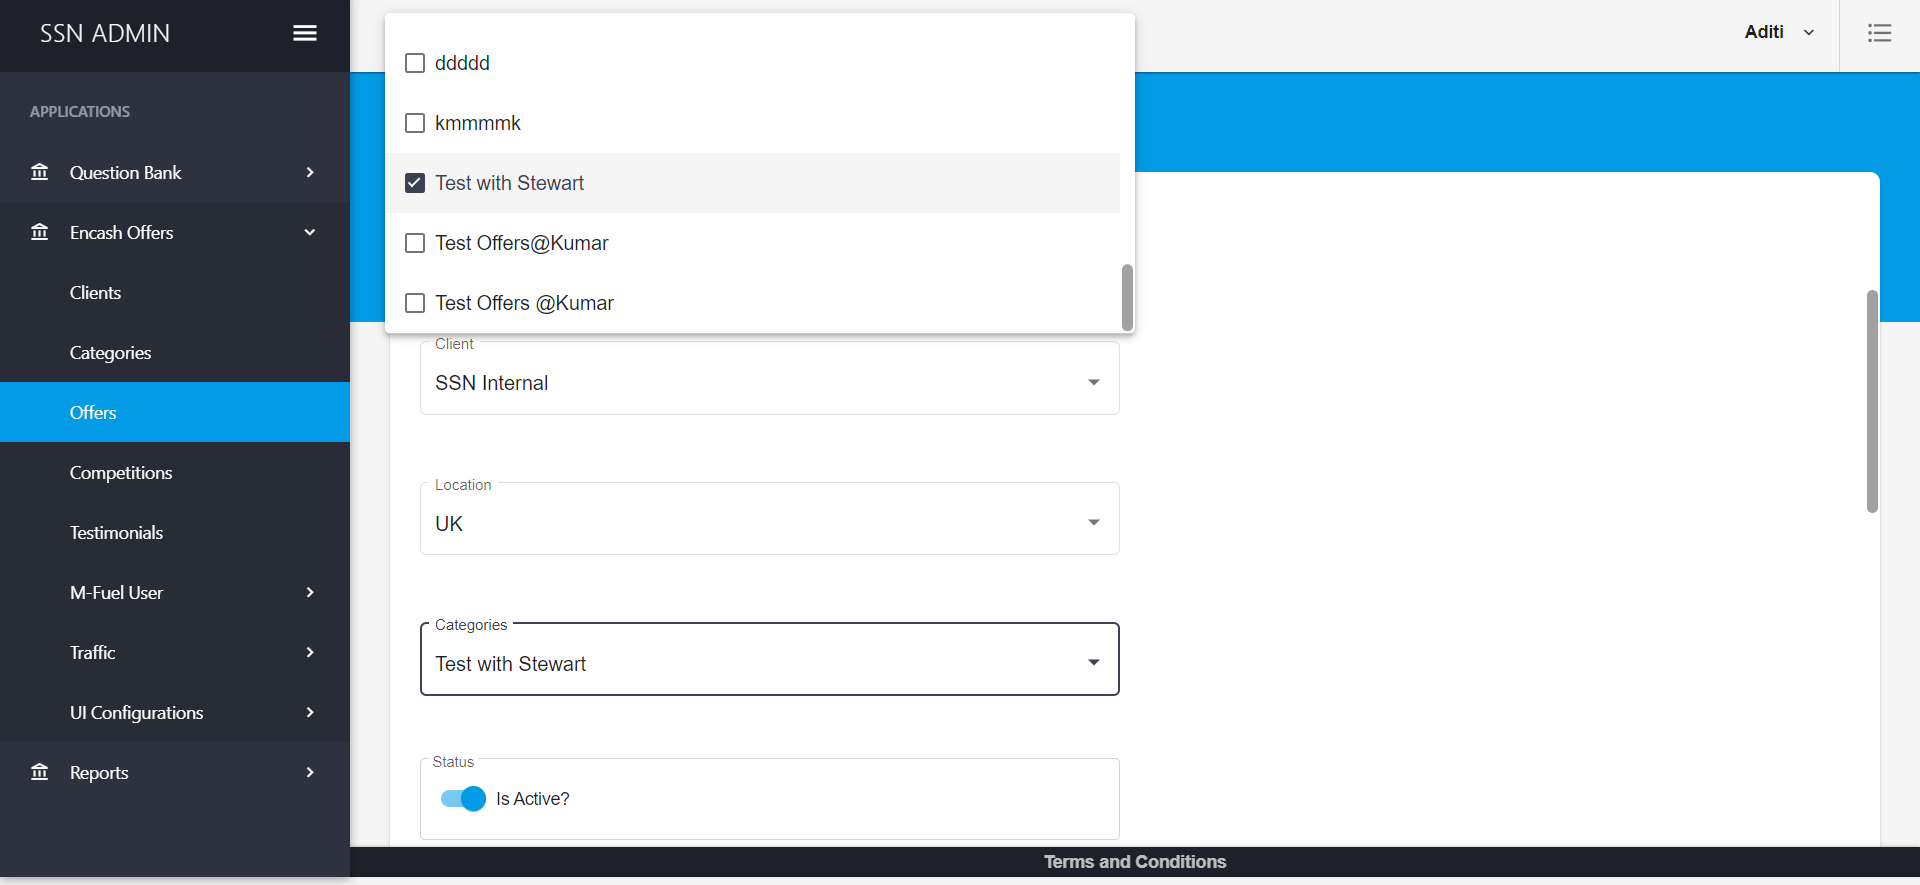 SSN ADMIN
APPLICATIONS
Question Bank
Encash Offers
Clients
Categories
Offers
Competitions
Testimonials
M-Fuel User
Traffic
UI Configurations
Reports
Aditi
ddddd
kmmmmk
Test with Stewart
Test Offers@Kumar
Test Offers @Kumar
Client
SSN Internal
Location
UK
Categories
Test with Stewart
Status
Is Active?
Terms and Conditions